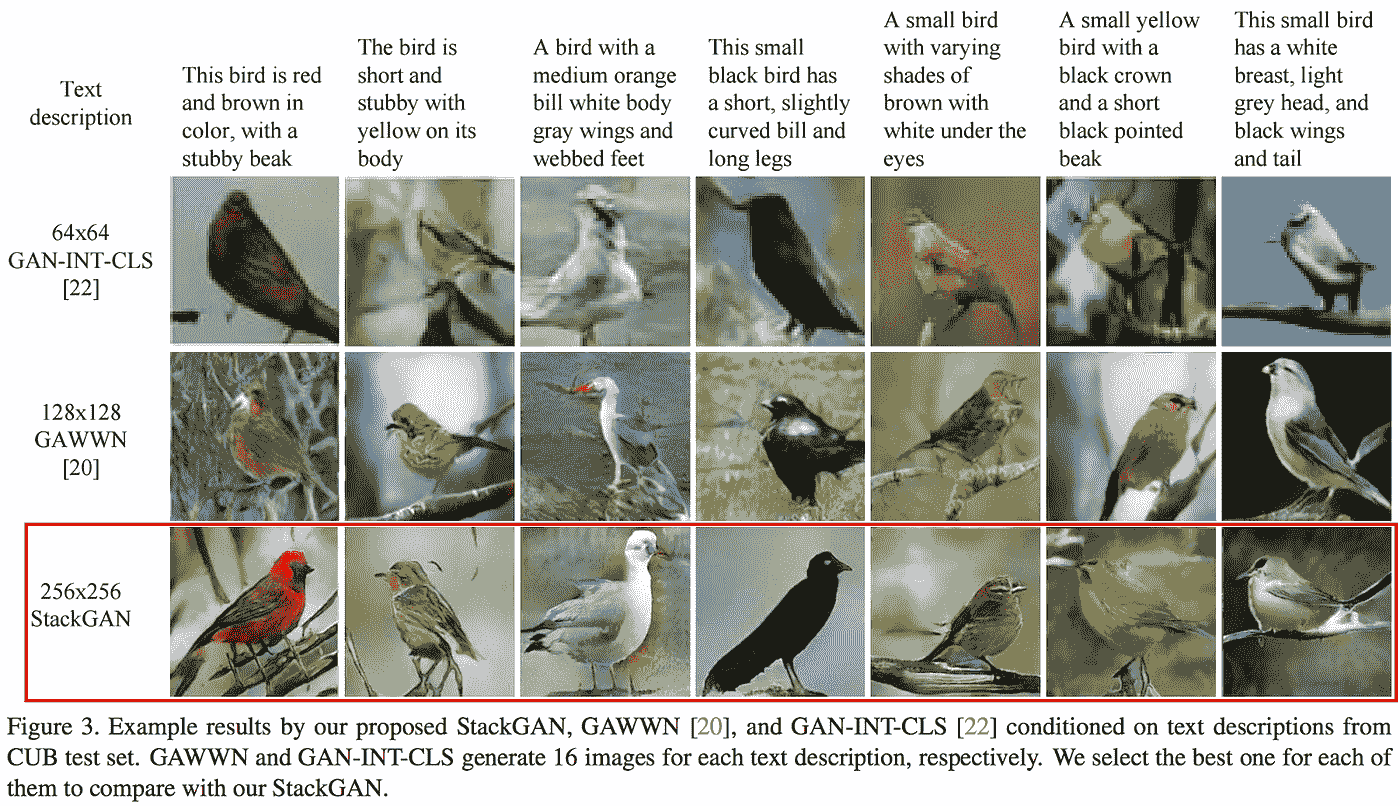 Text
description
This bird is red
and brown in
color, with a
stubby beak
The bird is
short and
stubby with
yellow on its
body
A bird with a
medium orange
bill white body
gray wings and
webbed feet
This small
black bird has
a short, slightly
curved bill and
long legs
A small bird
with varying
shades of
brown with
white under the
eyes
A small yellow
bird with a
black crown
and a short
black pointed
beak
This small bird
has a white
breast, light
grey head, and
black wings
and tail
64x64
GAN-INT-CLS
[22]
128x128
GAWWN
[20]
256x256
StackGAN
Figure 3. Example results by our proposed StackGAN, GAWWN [20], and GAN-INT-CLS [22] conditioned on text descriptions from
CUB test set. GAWWN and GAN-INT-CLS generate 16 images for each text description, respectively. We select the best one for each of
them to compare with our StackGAN.